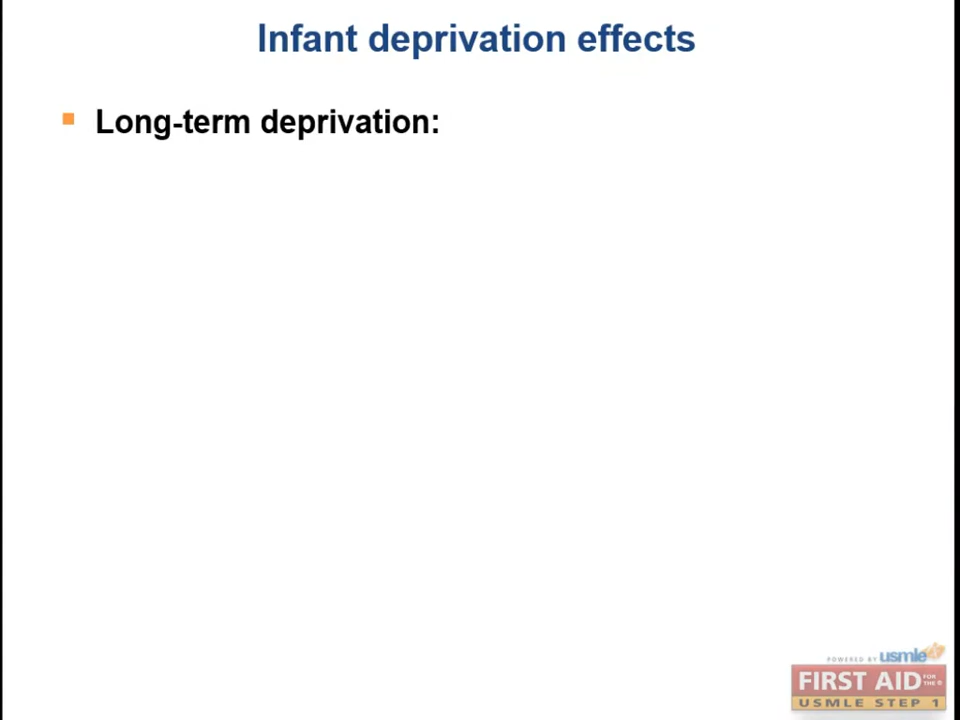 Infant deprivation effects
Long-term deprivation:
POWERED BY usmle
FIRST AID FOR THE ®
USMLE STEP 1